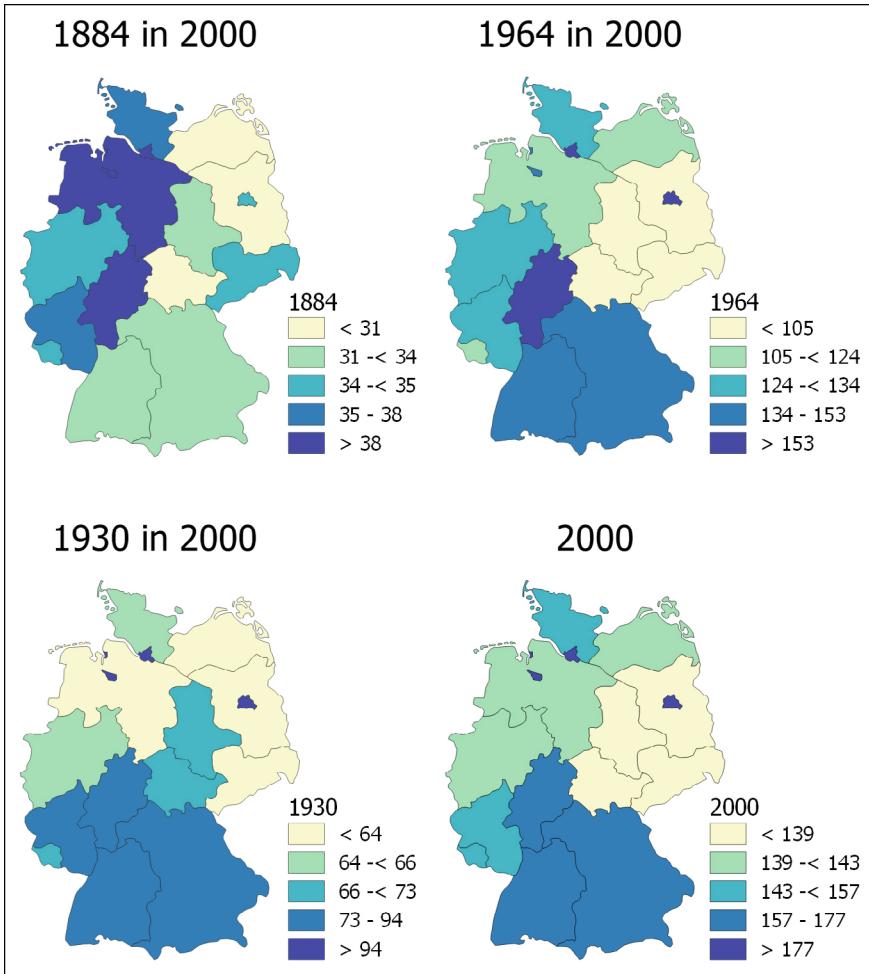 1884 in 2000
1884
< 31
31 -< 34
34 -< 35
35 - 38
> 38
1964 in 2000
1964
< 105
105 -< 124
124 -< 134
134 - 153
> 153
1930 in 2000
1930
< 64
64 -< 66
66 -< 73
73 - 94
> 94
2000
2000
< 139
139 -< 143
143 -< 157
157 - 177
> 177